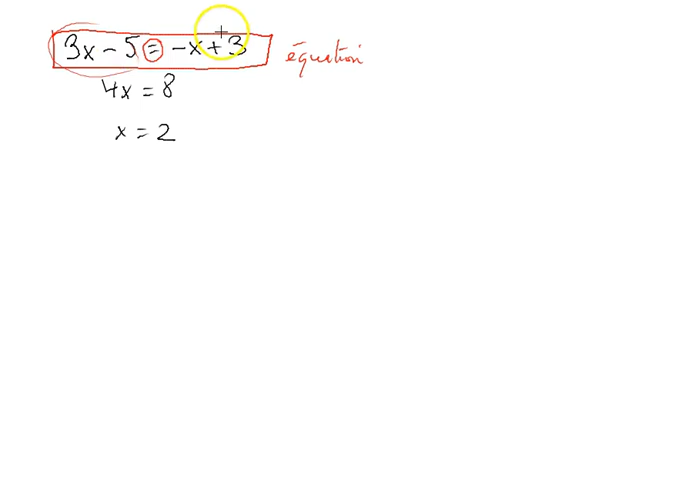 3x - 5 = -x + 3 équation
4x = 8
x = 2